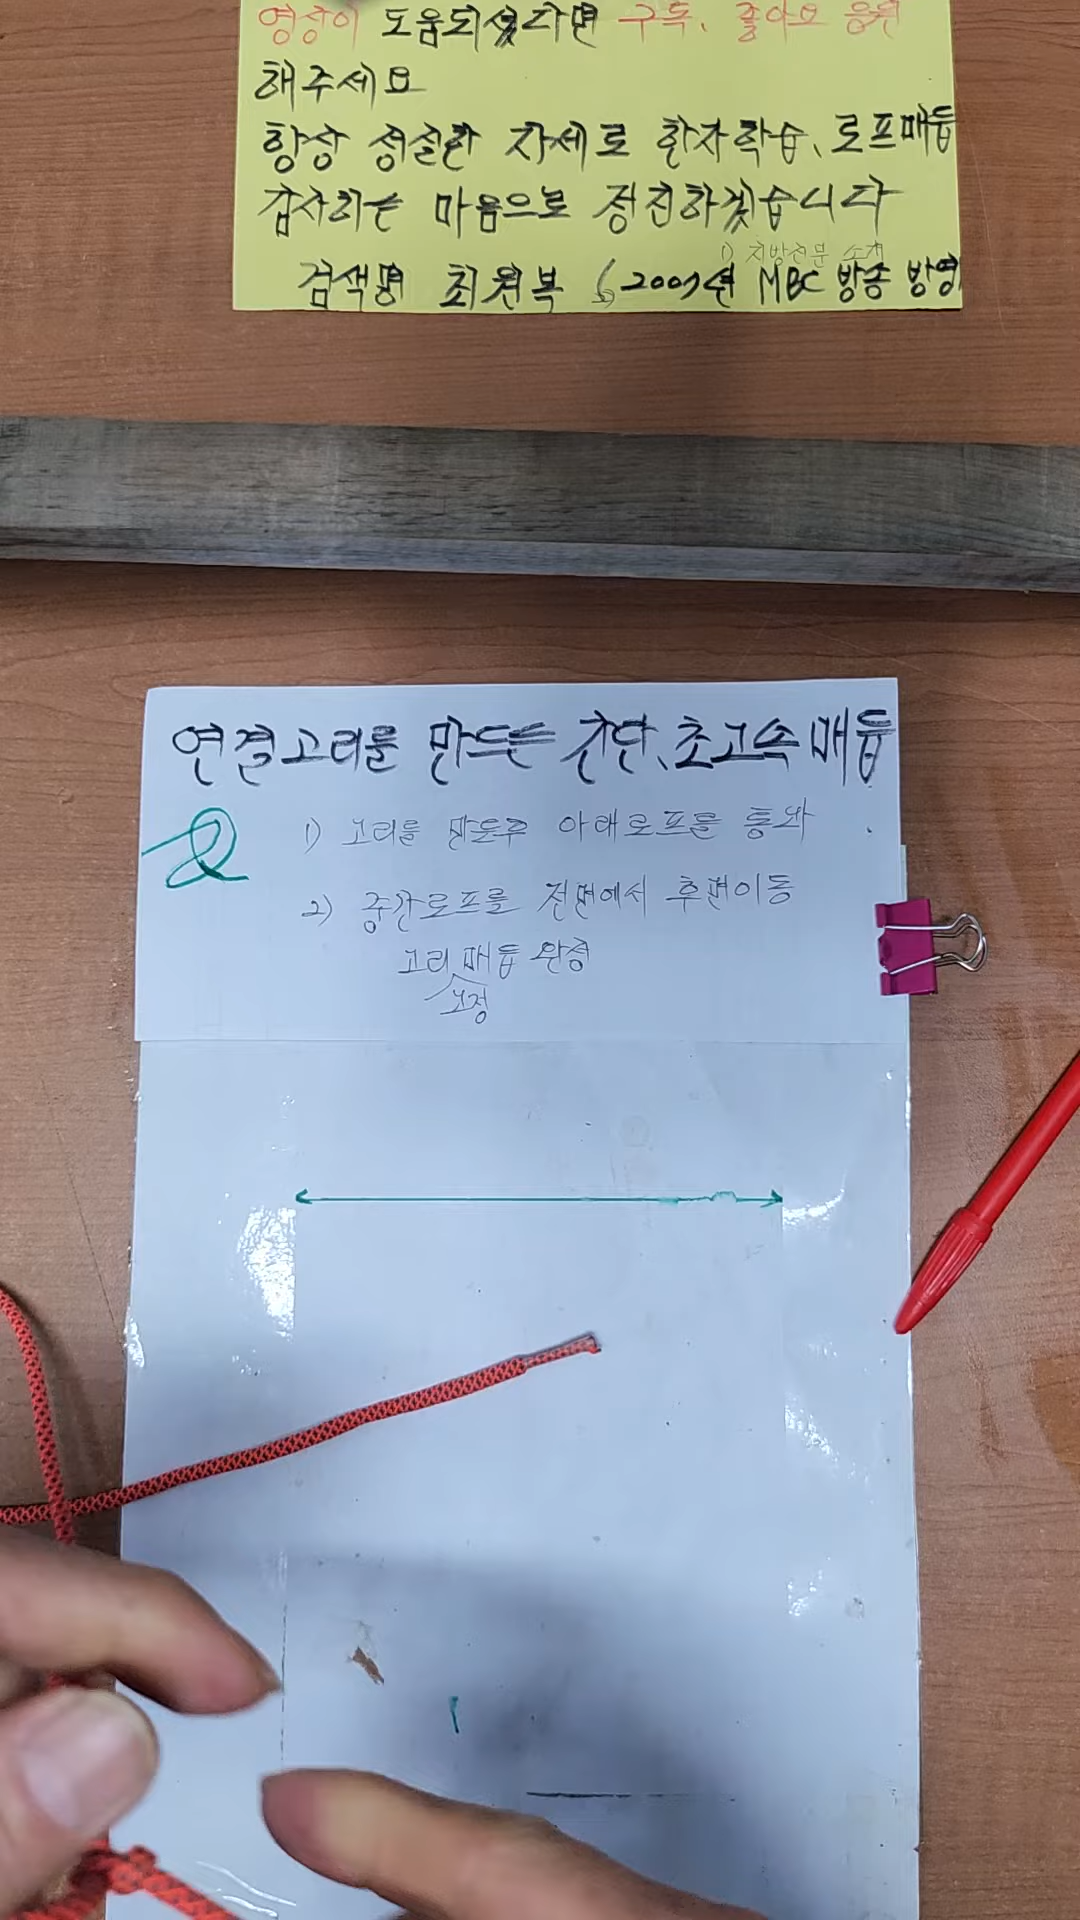 영상이 도움되셨다면 구독, 좋아요 응원
해주세요
항상 성실한 자세로 한자학습、로프매듭
감사하는 마음으로 정진하겠습니다
1) 지방전문 소개
검색명 최원복 2007년 MBC 방송 방영
연결고리를 만드는 간단、초고속 매듭
1) 고리를 만든후 아래로프를 통과
2) 중간로프를 전면에서 후면이동
고리 매듭 완성
고정